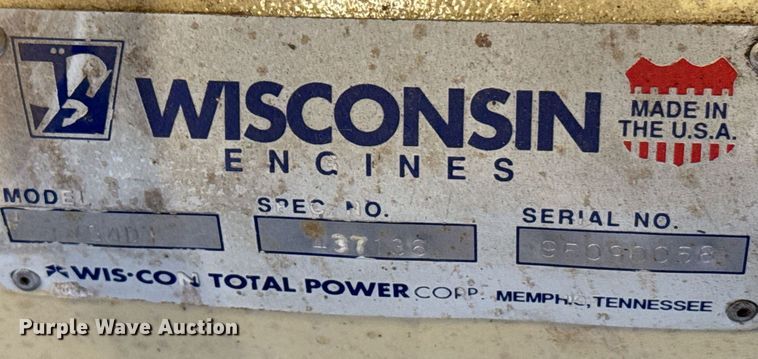 WISCONSIN
ENGINES
MADE IN
THE U.S.A.
MODEL
SPEC. NO.
SERIAL NO.
WIS·CON TOTAL POWER CORP. MEMPHIS, TENNESSEE
Purple Wave Auction